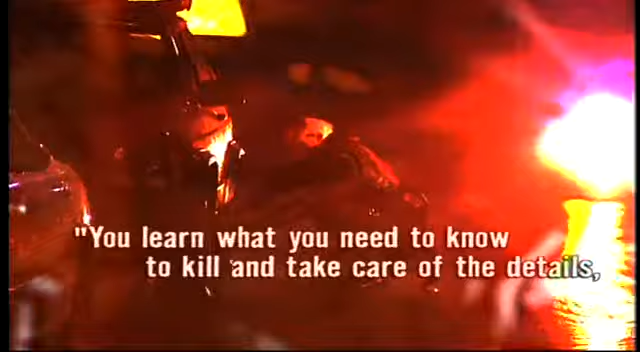 "You learn what you need to know
to kill and take care of the details,